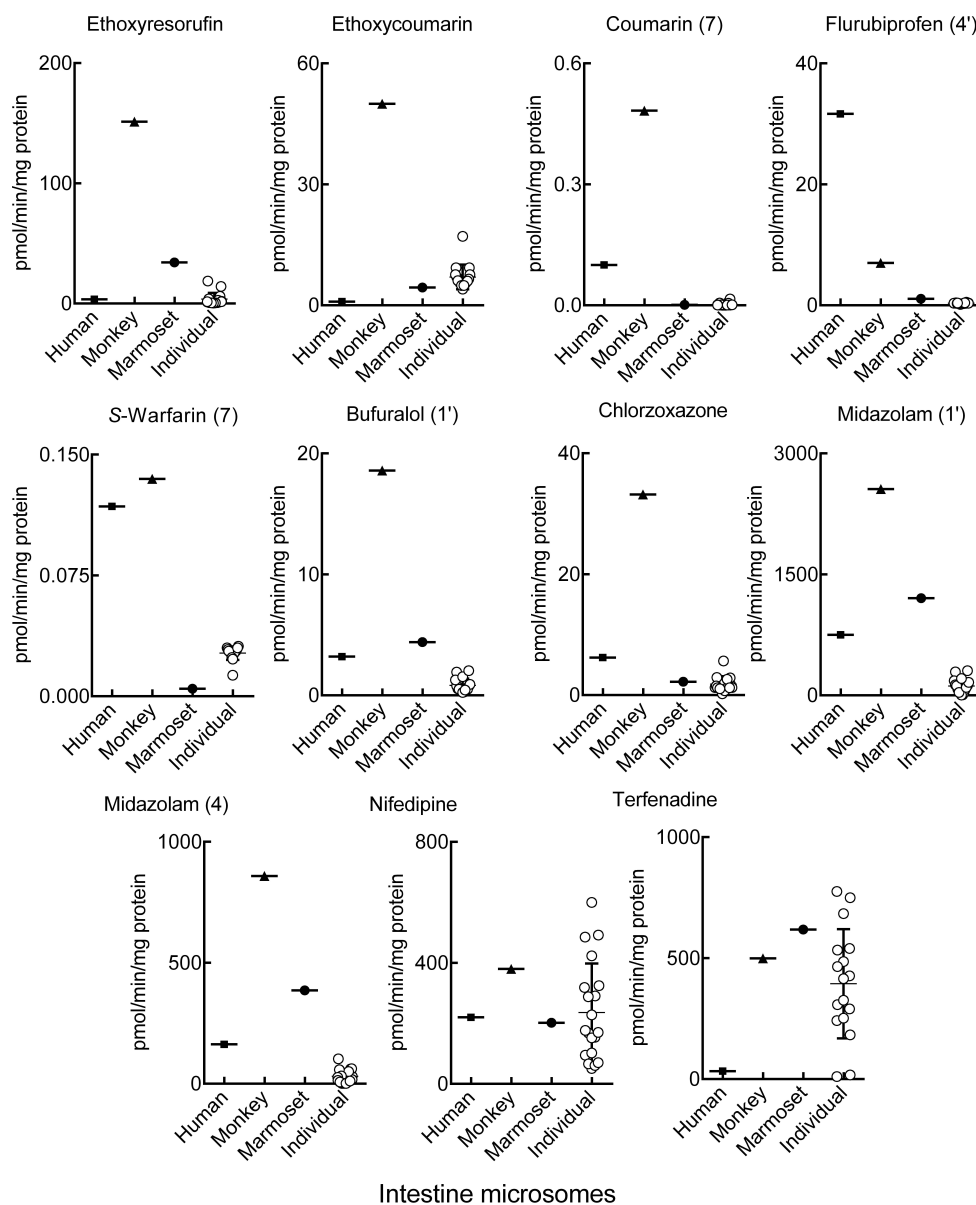 Ethoxyresorufin
Ethoxycoumarin
Coumarin (7)
Flurubiprofen (4')
pmol/min/mg protein
200
100
0
Human
Monkey
Marmoset
Individual
pmol/min/mg protein
60
30
0
Human
Monkey
Marmoset
Individual
pmol/min/mg protein
0.6
0.3
0.0
Human
Monkey
Marmoset
Individual
pmol/min/mg protein
40
20
0
Human
Monkey
Marmoset
Individual
S-Warfarin (7)
Bufuralol (1')
Chlorzoxazone
Midazolam (1')
pmol/min/mg protein
0.150
0.075
0.000
Human
Monkey
Marmoset
Individual
pmol/min/mg protein
20
10
0
Human
Monkey
Marmoset
Individual
pmol/min/mg protein
40
20
0
Human
Monkey
Marmoset
Individual
pmol/min/mg protein
3000
1500
0
Human
Monkey
Marmoset
Individual
Midazolam (4)
Nifedipine
Terfenadine
pmol/min/mg protein
1000
500
0
Human
Monkey
Marmoset
Individual
pmol/min/mg protein
800
400
0
Human
Monkey
Marmoset
Individual
pmol/min/mg protein
1000
500
0
Human
Monkey
Marmoset
Individual
Intestine microsomes